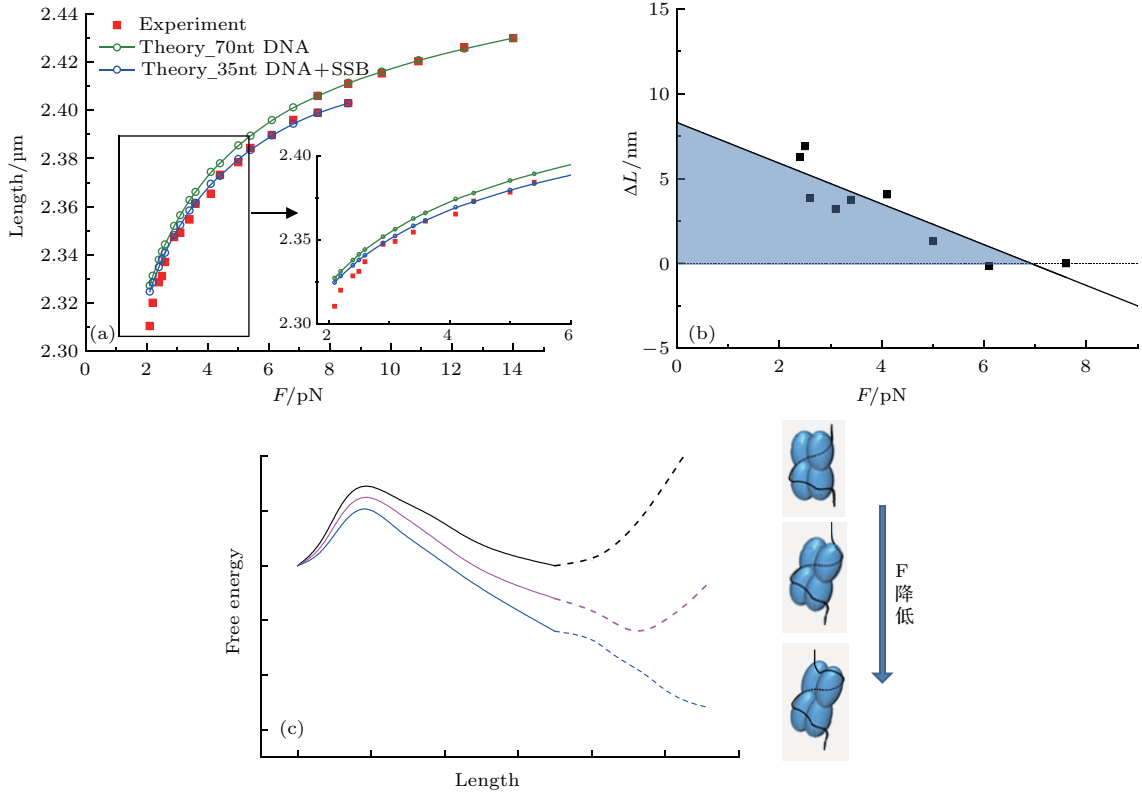 2.44
2.43
2.42
2.40
2.38
2.36
2.34
2.32
2.30
Length/μm
Experiment
Theory_70nt DNA
Theory_35nt DNA+SSB
2.40
2.35
2.30
2 4 6
(a)
0 2 4 6 8 10 12 14
F/pN
15
10
5
0
−5
ΔL/nm
(b)
0 2 4 6 8
F/pN
Free energy
(c)
Length
F
降
低